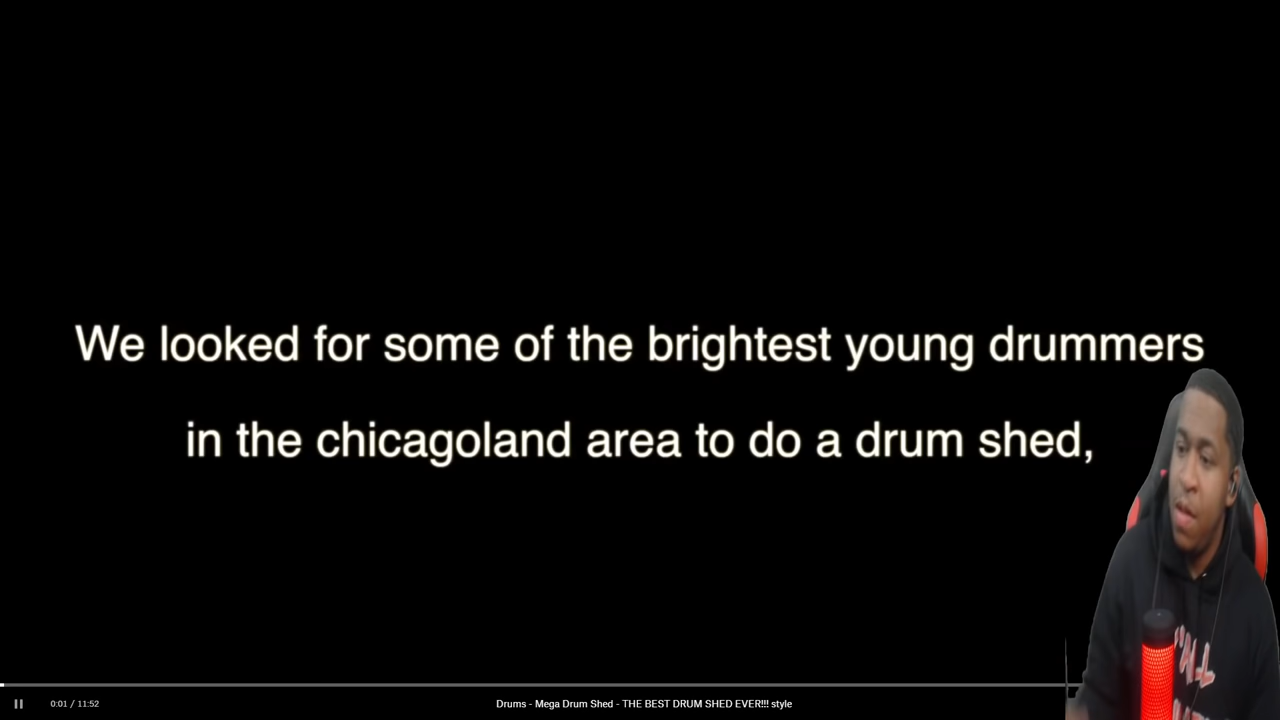 We looked for some of the brightest young drummers
in the chicagoland area to do a drum shed,
0:01 / 11:52
Drums - Mega Drum Shed - THE BEST DRUM SHED EVER!!! style